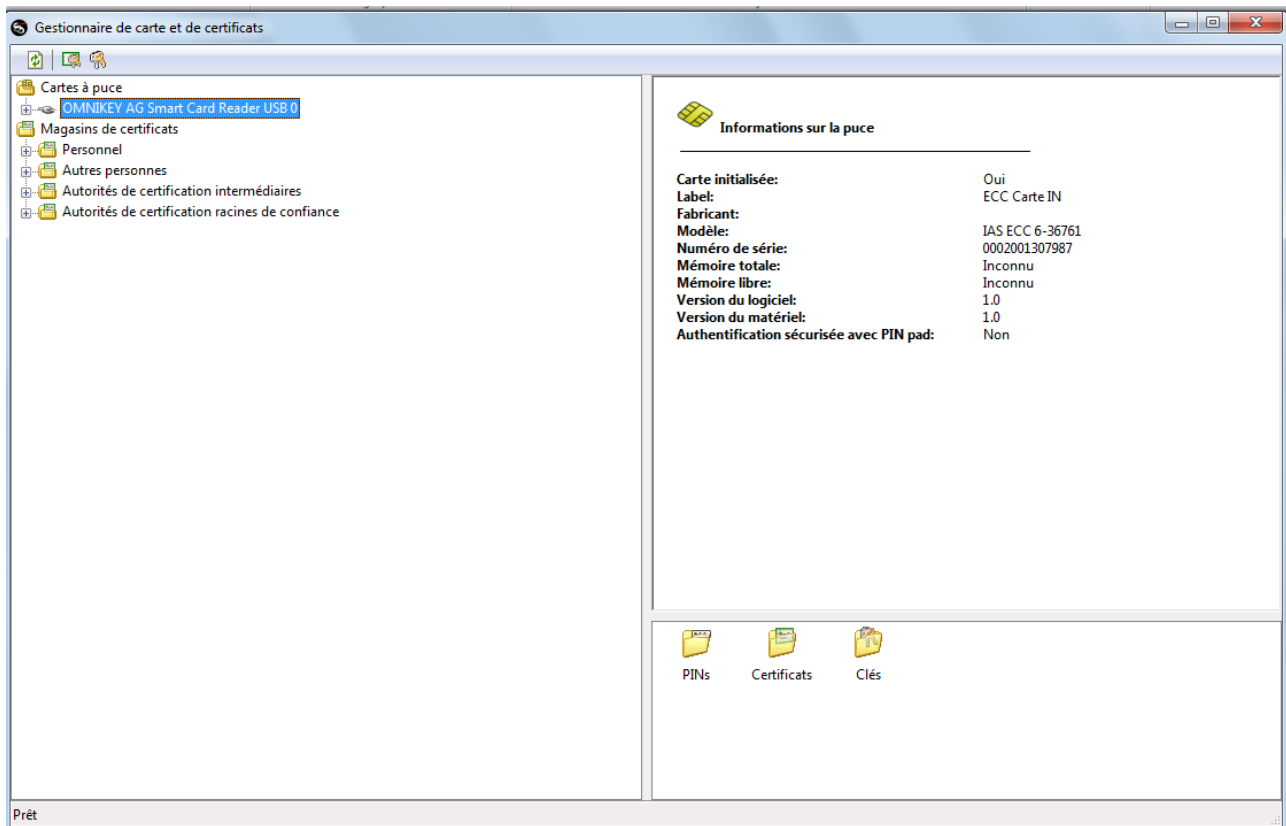 Gestionnaire de carte et de certificats
Cartes à puce
OMNIKEY AG Smart Card Reader USB 0
Magasins de certificats
Personnel
Autres personnes
Autorités de certification intermédiaires
Autorités de certification racines de confiance
Informations sur la puce
Carte initialisée: Oui
Label: ECC Carte IN
Fabricant:
Modèle: IAS ECC 6-36761
Numéro de série: 0002001307987
Mémoire totale: Inconnu
Mémoire libre: Inconnu
Version du logiciel: 1.0
Version du matériel: 1.0
Authentification sécurisée avec PIN pad: Non
PINs Certificats Clés
Prêt